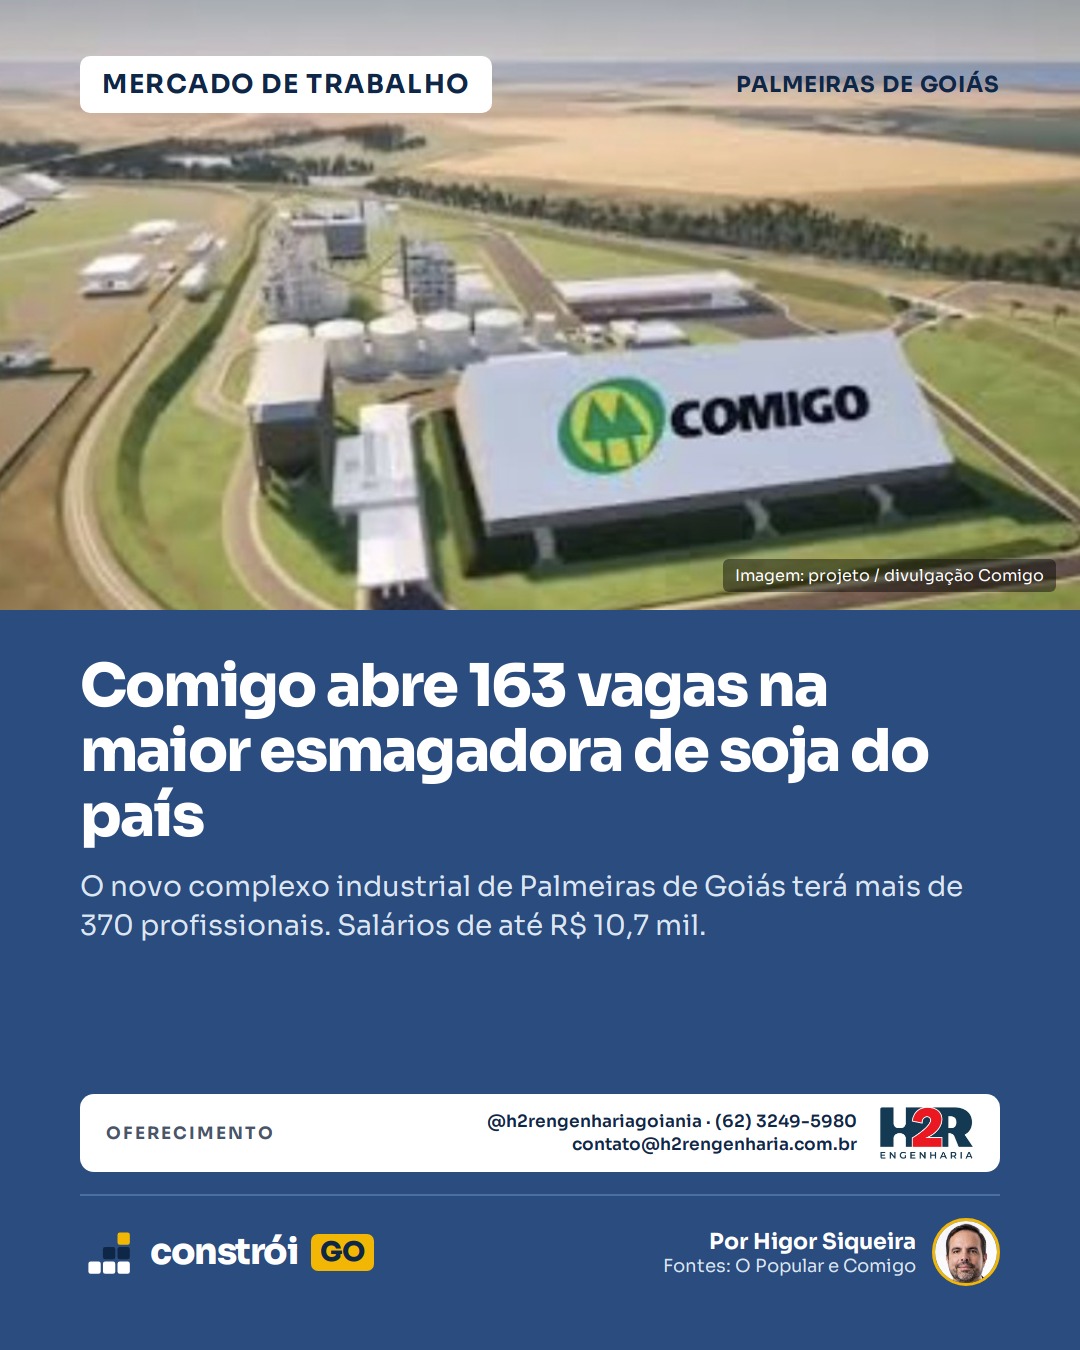 MERCADO DE TRABALHO
PALMEIRAS DE GOIÁS
COMIGO
Imagem: projeto / divulgação Comigo
Comigo abre 163 vagas na
maior esmagadora de soja do
país
O novo complexo industrial de Palmeiras de Goiás terá mais de
370 profissionais. Salários de até R$ 10,7 mil.
OFERECIMENTO
@h2rengenhariagoiania · (62) 3249-5980
contato@h2rengenharia.com.br
H2R
ENGENHARIA
constrói GO
Por Higor Siqueira
Fontes: O Popular e Comigo